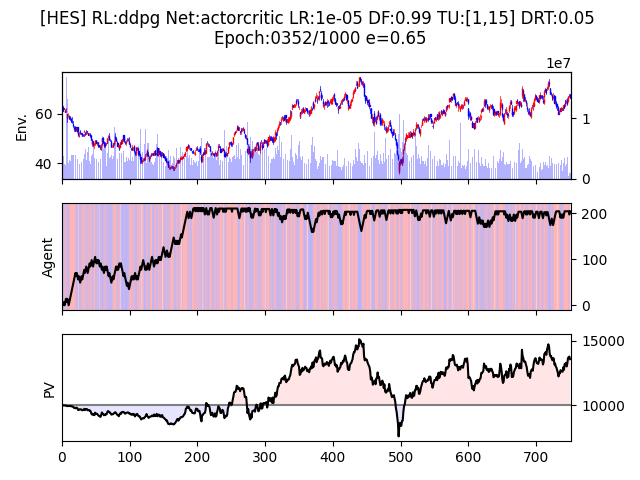 [HES] RL:ddpg Net:actorcritic LR:1e-05 DF:0.99 TU:[1,15] DRT:0.05
Epoch:0352/1000 e=0.65
1e7
Env.
60
40
1
0
Agent
200
100
0
PV
15000
10000
0 100 200 300 400 500 600 700